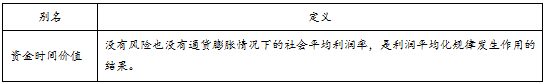 别名 定义
资金时间价值 没有风险也没有通货膨胀情况下的社会平均利润率，是利润平均化规律发生作用的
结果。